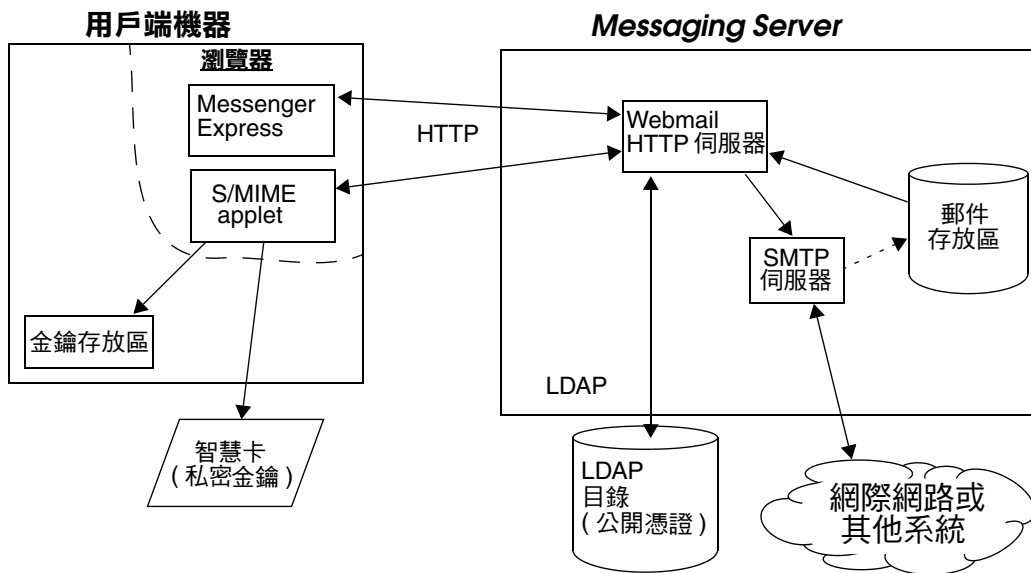 用戶端機器
Messaging Server
瀏覽器
Messenger
Express
HTTP
Webmail
HTTP 伺服器
S/MIME
applet
郵件
存放區
SMTP
伺服器
金鑰存放區
LDAP
智慧卡
( 私密金鑰 )
LDAP
目錄
( 公開憑證 )
網際網路或
其他系統